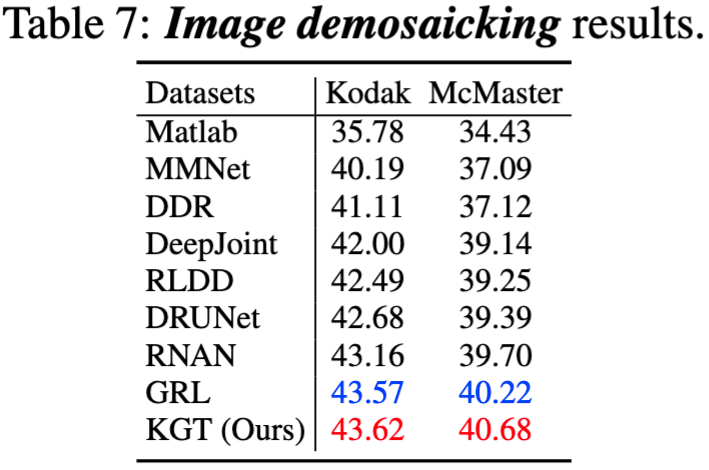 Table 7: Image demosaicking results.
Datasets Kodak McMaster
Matlab 35.78 34.43
MMNet 40.19 37.09
DDR 41.11 37.12
DeepJoint 42.00 39.14
RLDD 42.49 39.25
DRUNet 42.68 39.39
RNAN 43.16 39.70
GRL 43.57 40.22
KGT (Ours) 43.62 40.68